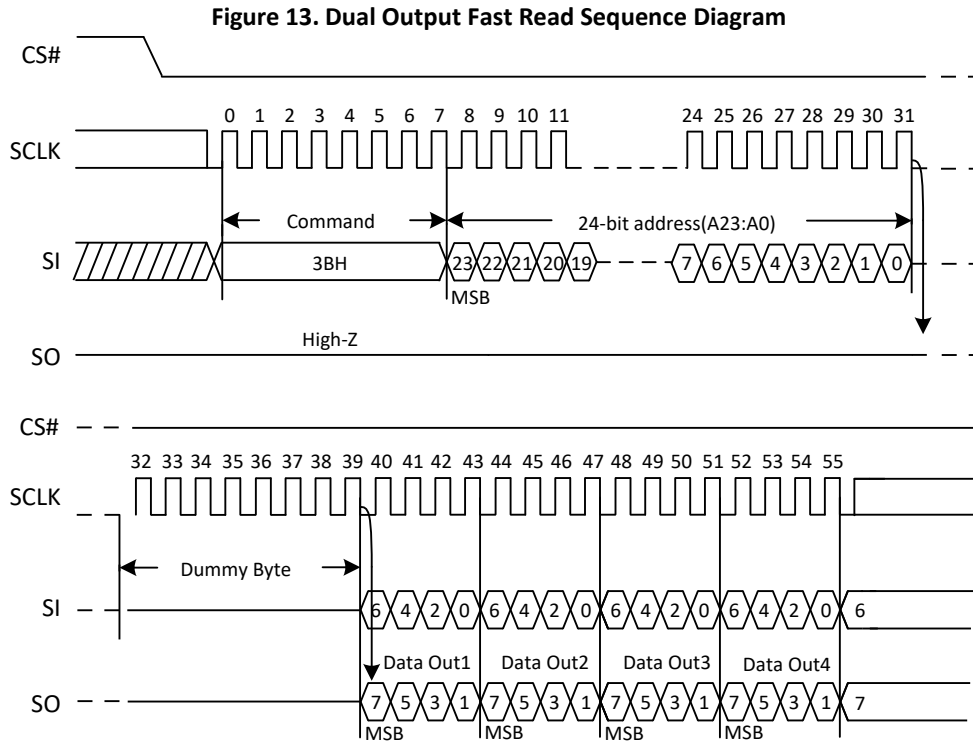 Figure 13. Dual Output Fast Read Sequence Diagram
CS#
0 1 2 3 4 5 6 7 8 9 10 11 24 25 26 27 28 29 30 31
SCLK
Command 24-bit address(A23:A0)
SI 3BH 23 22 21 20 19 7 6 5 4 3 2 1 0
MSB
High-Z
SO
CS#
32 33 34 35 36 37 38 39 40 41 42 43 44 45 46 47 48 49 50 51 52 53 54 55
SCLK
Dummy Byte
SI 6 4 2 0 6 4 2 0 6 4 2 0 6 4 2 0 6
Data Out1 Data Out2 Data Out3 Data Out4
SO 7 5 3 1 7 5 3 1 7 5 3 1 7 5 3 1 7
MSB MSB MSB MSB